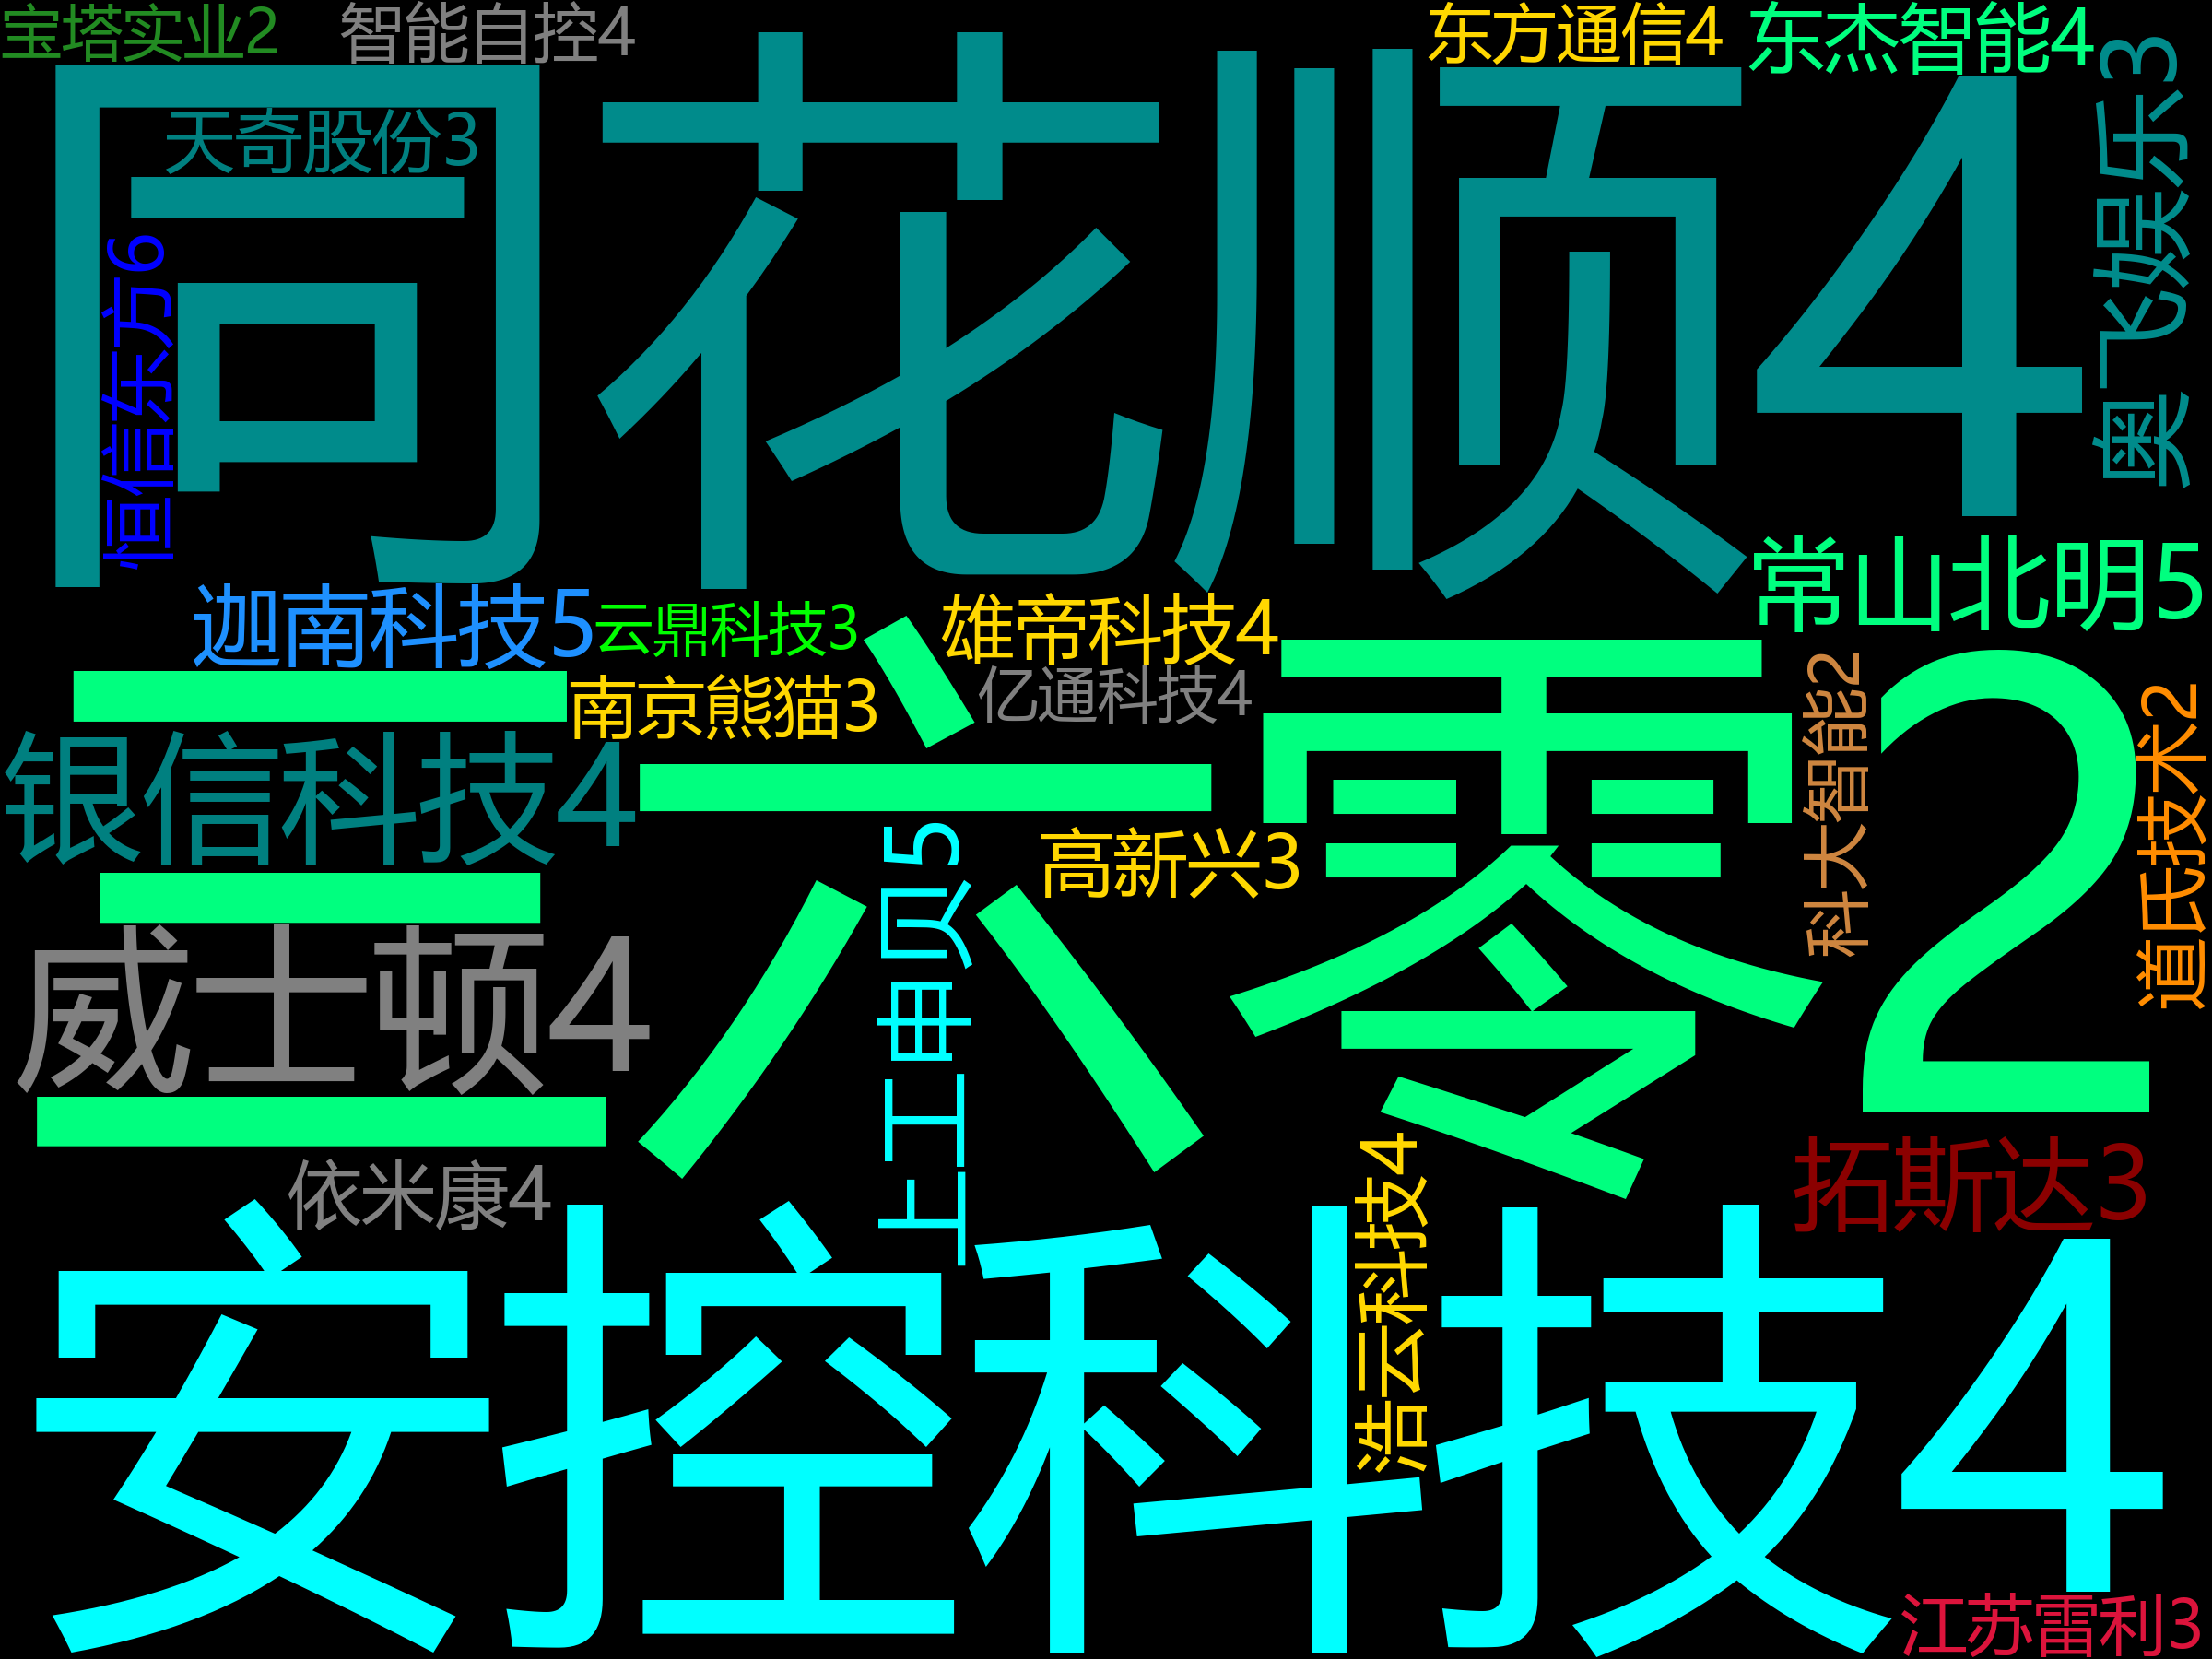 宝塔实业2
智能自控4
东方通信4
东杰智能4
同花顺4
天奇股份3
奥飞娱乐3
恒信东方6
常山北明5
迦南科技5
云鼎科技3
雄帝科技4
南京熊猫3
亿通科技4
三六零2
科大智能2
道氏技术2
银信科技4
高新兴3
上工申贝5
威士顿4
拓斯达3
浩云科技4
依米康4
安控科技4
江苏雷利3